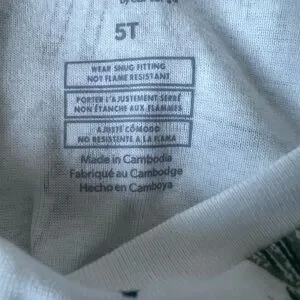 5T
WEAR SNUG FITTING
NOT FLAME RESISTANT
PORTER L'AJUSTEMENT SERRÉ
NON ÉTANCHE AUX FLAMMES
AJUSTE CÓMODO
NO RESISTENTE A LA FLAMA
Made in Cambodia
Fabriqué au Cambodge
Hecho en Camboya